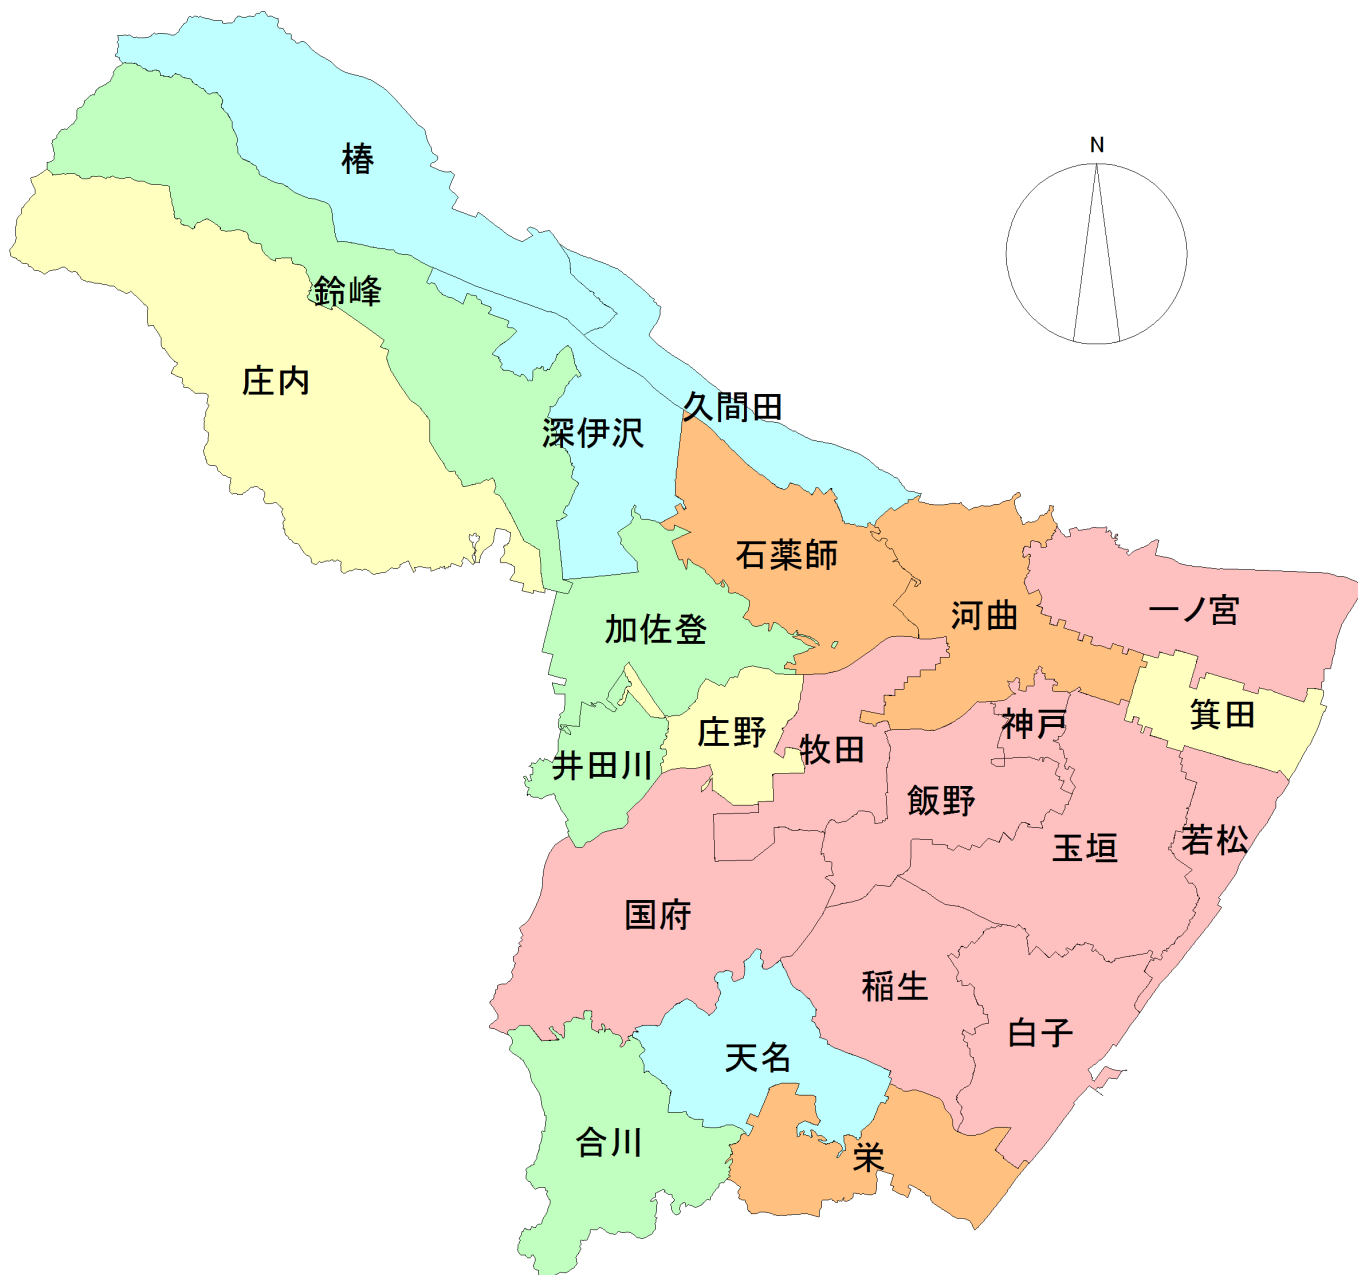 N
椿
鈴峰
庄内
久間田
深伊沢
石薬師
一ノ宮
河曲
加佐登
箕田
神戸
庄野
牧田
井田川
飯野
若松
玉垣
国府
稲生
白子
天名
合川
栄